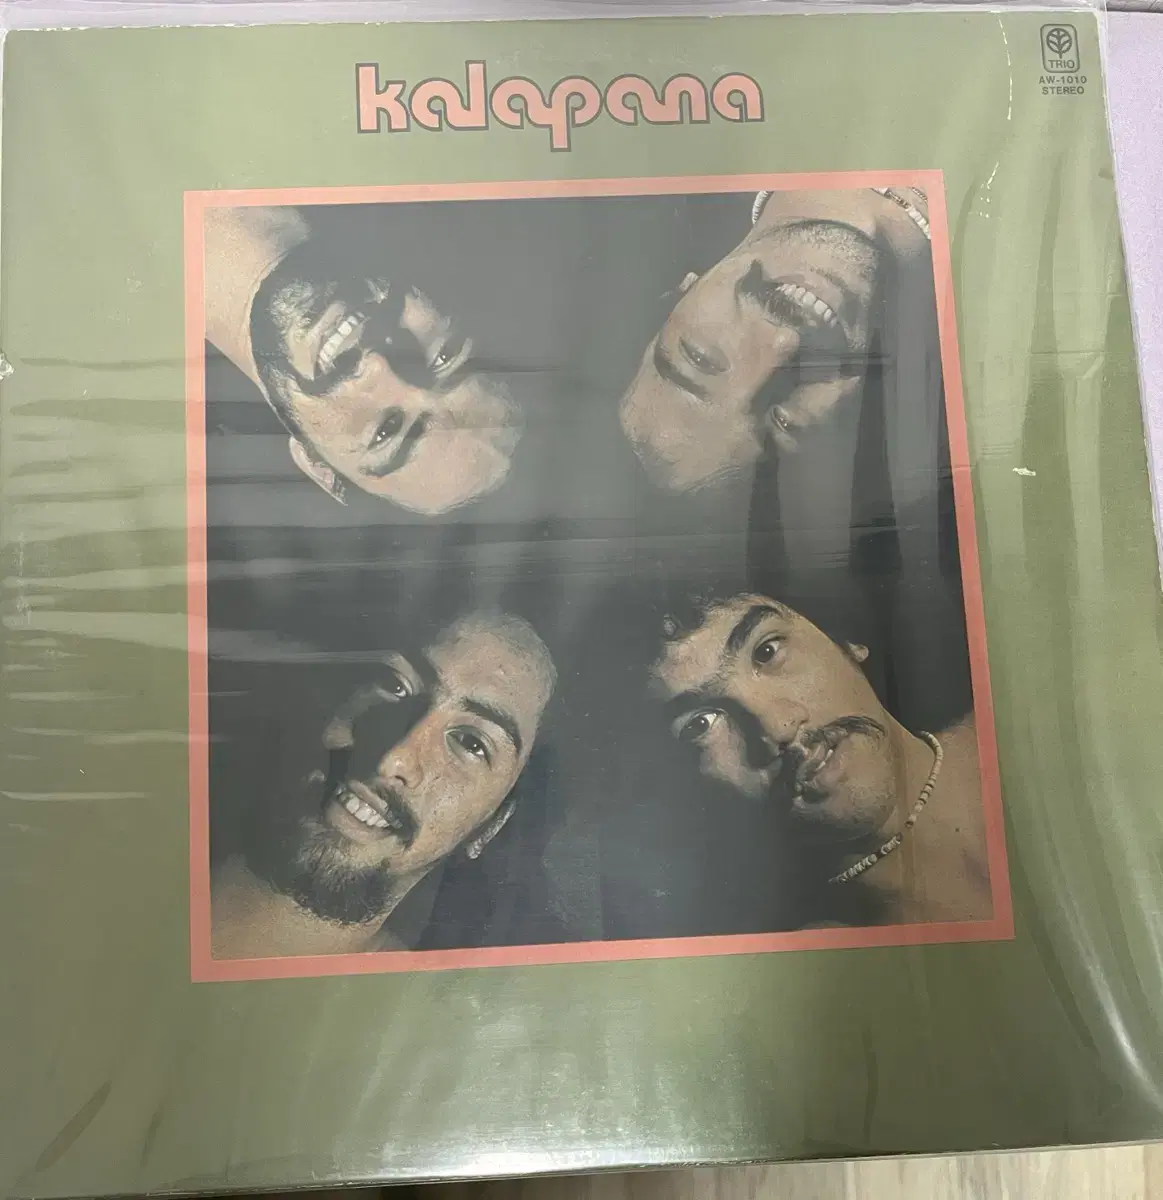 kalapana
TRIO
AW-1010
STEREO